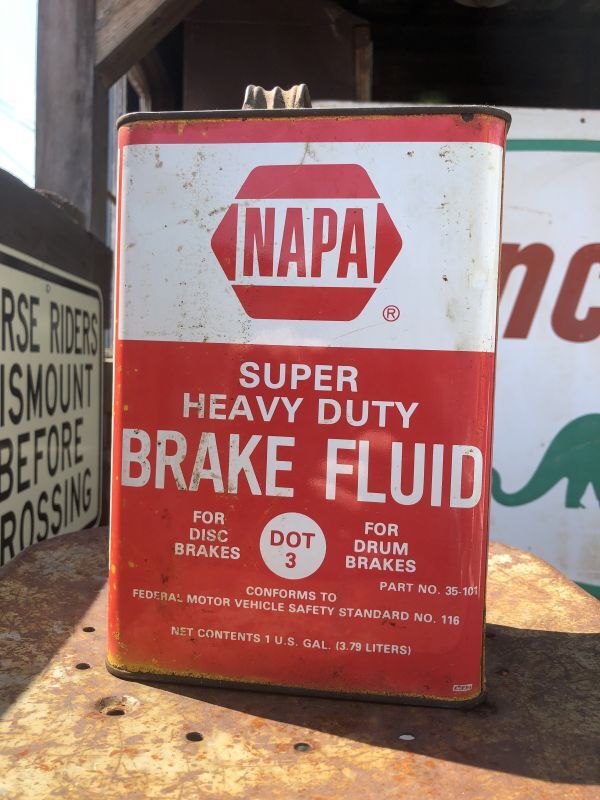 NAPA
®
SUPER
HEAVY DUTY
BRAKE FLUID
FOR
DISC
BRAKES
DOT
3
FOR
DRUM
BRAKES
PART NO. 35-101
CONFORMS TO
FEDERAL MOTOR VEHICLE SAFETY STANDARD NO. 116
NET CONTENTS 1 U.S. GAL. (3.79 LITERS)
RSE RIDERS
ISMOUNT
BEFORE
ROSSING
nc